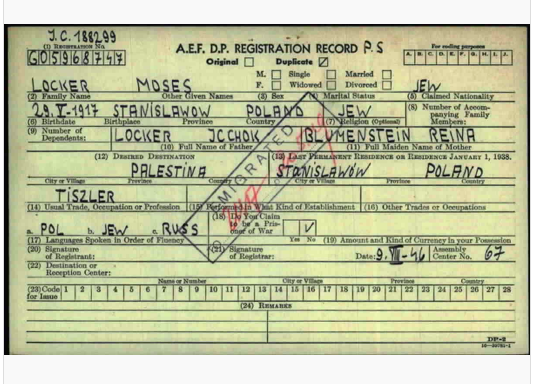 J.C. 188299
(1) REGISTRATION NO.
G05968747
A.E.F. D.P. REGISTRATION RECORD P.S
Original Duplicate
For coding purposes
A. B. C. D. E. F. G. H. I. J.
M. Single Married
F. Widowed Divorced
LOCKER MOSES JEW
(2) Family Name Other Given Names (3) Sex (4) Marital Status (5) Claimed Nationality
29.V-1917 STANISLAWOW POLAND JEW
(6) Birthdate Birthplace Province Country (7) Religion (Optional)
(8) Number of Accompanying Family Members:
(9) Number of Dependents:
LOCKER JCCHOK BLUMENSTEIN REINA
(10) Full Name of Father (11) Full Maiden Name of Mother
(12) DESIRED DESTINATION (13) LAST PERMANENT RESIDENCE OR RESIDENCE JANUARY 1, 1938.
PALESTINA STANISLAWÓW POLAND
City or Village Province Country City or Village Province Country
TISZLER
(14) Usual Trade, Occupation or Profession (15) Performed in What Kind of Establishment (16) Other Trades or Occupations
a. POL b. JEW c. RUSS
(18) Do You Claim to be a Prisoner of War V
(17) Languages Spoken in Order of Fluency Yes No (19) Amount and Kind of Currency in your Possession
(20) Signature of Registrant: (21) Signature of Registrar: Date: 9.VII-46 Assembly Center No. 67
(22) Destination or Reception Center:
Name or Number City or Village Province Country
(23) Code for Issue 1 2 3 4 5 6 7 8 9 10 11 12 13 14 15 16 17 18 19 20 21 22 23 24 25 26 27 28
(24) REMARKS
DP-2
EMIGRATED